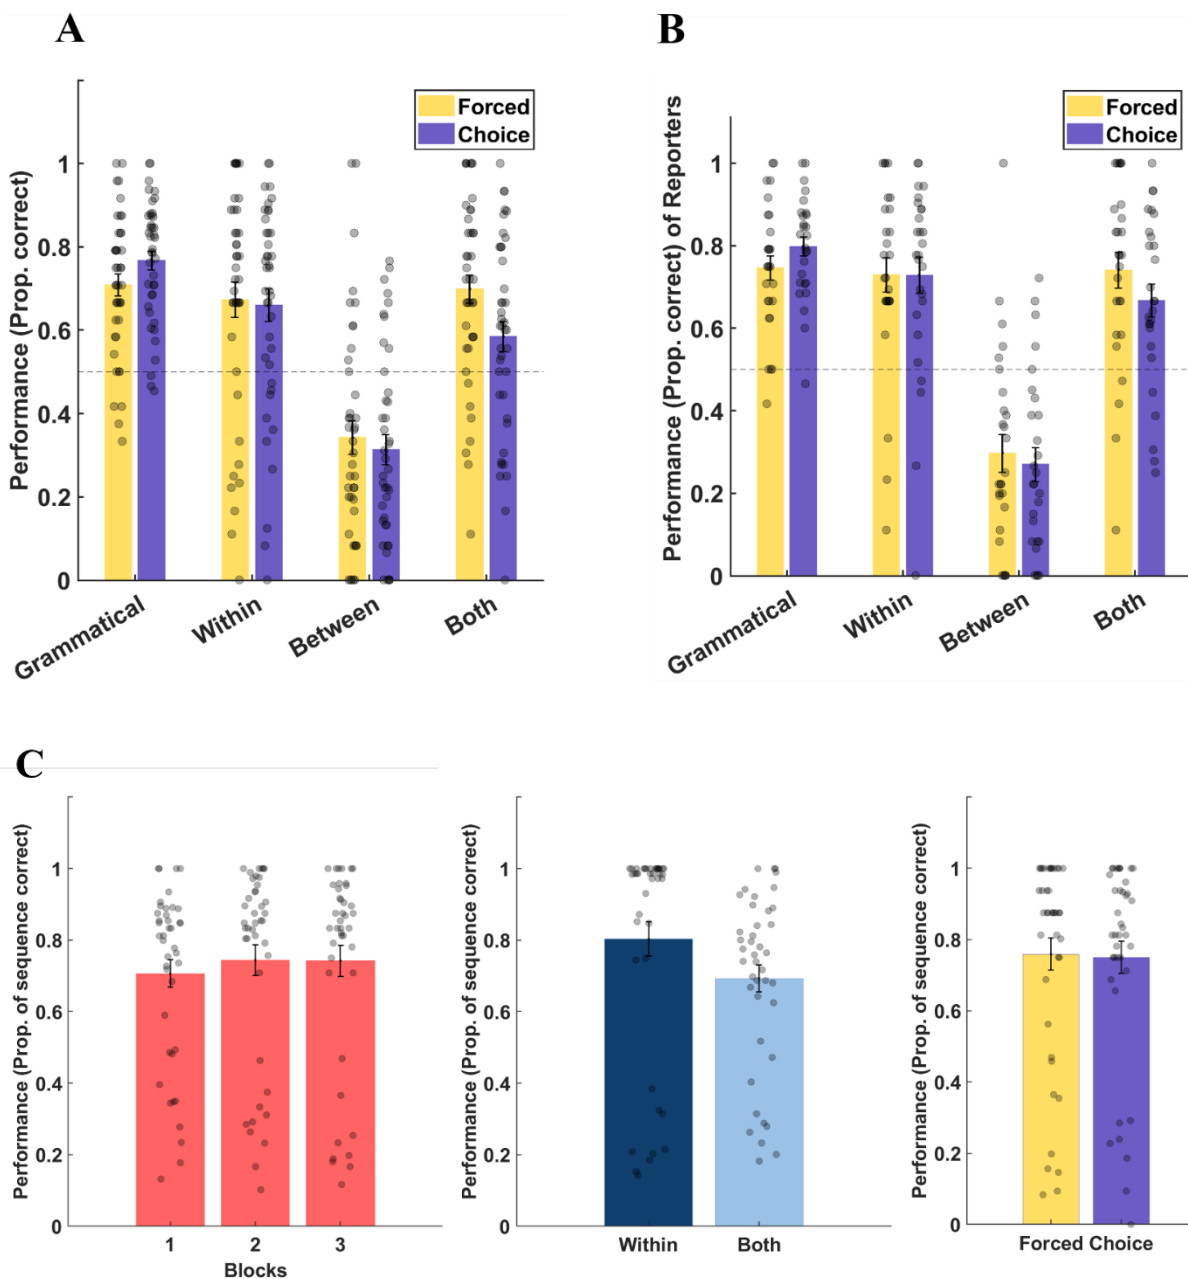 A
Performance (Prop. correct)
Forced
Choice
1
0.8
0.6
0.4
0.2
0
Grammatical
Within
Between
Both
B
Performance (Prop. correct) of Reporters
Forced
Choice
1
0.8
0.6
0.4
0.2
0
Grammatical
Within
Between
Both
C
Performance (Prop. of sequence correct)
1
0.8
0.6
0.4
0.2
0
1 2 3
Blocks
Performance (Prop. of sequence correct)
1
0.8
0.6
0.4
0.2
0
Within Both
Performance (Prop. of sequence correct)
1
0.8
0.6
0.4
0.2
0
Forced Choice